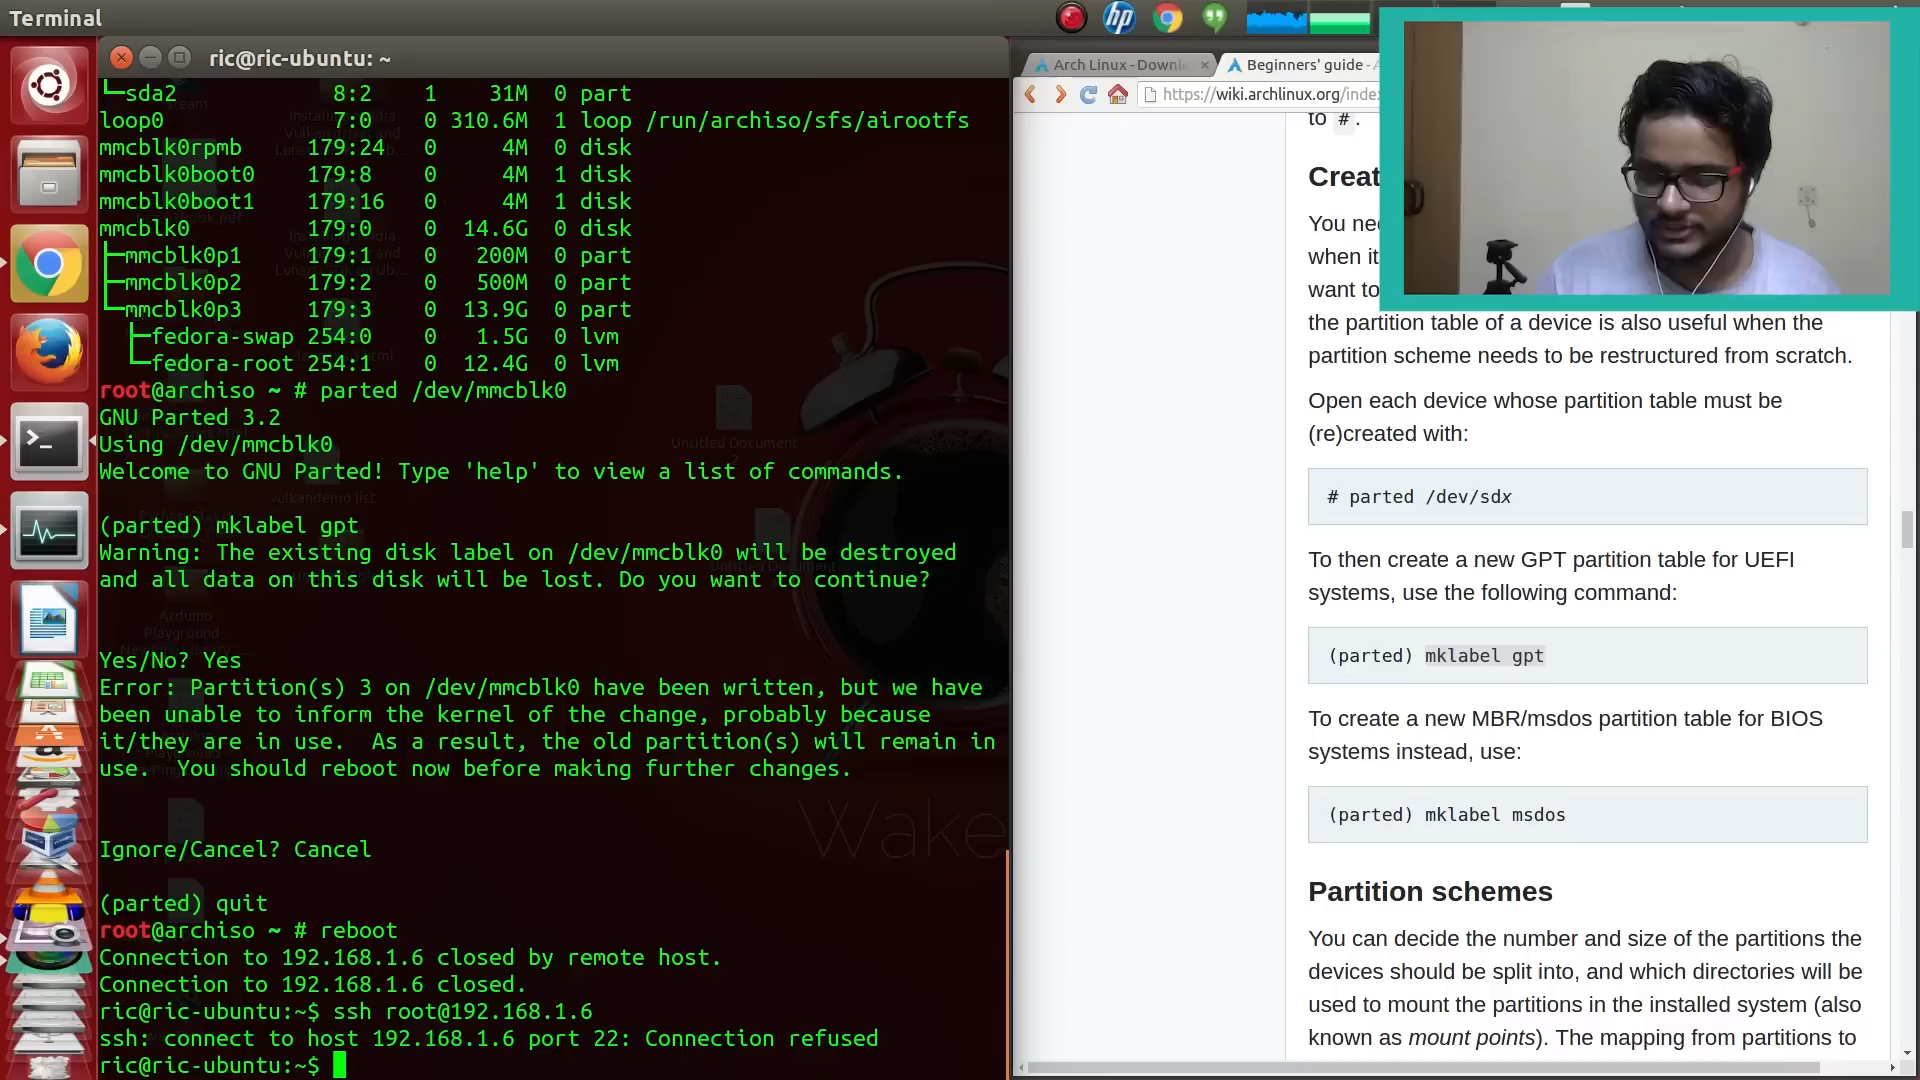 Terminal
ric@ric-ubuntu: ~
└─sda2 8:2 1 31M 0 part
loop0 7:0 0 310.6M 1 loop /run/archiso/sfs/airootfs
mmcblk0rpmb 179:24 0 4M 0 disk
mmcblk0boot0 179:8 0 4M 1 disk
mmcblk0boot1 179:16 0 4M 1 disk
mmcblk0 179:0 0 14.6G 0 disk
├─mmcblk0p1 179:1 0 200M 0 part
├─mmcblk0p2 179:2 0 500M 0 part
└─mmcblk0p3 179:3 0 13.9G 0 part
├─fedora-swap 254:0 0 1.5G 0 lvm
└─fedora-root 254:1 0 12.4G 0 lvm
root@archiso ~ # parted /dev/mmcblk0
GNU Parted 3.2
Using /dev/mmcblk0
Welcome to GNU Parted! Type 'help' to view a list of commands.
(parted) mklabel gpt
Warning: The existing disk label on /dev/mmcblk0 will be destroyed
and all data on this disk will be lost. Do you want to continue?
Yes/No? Yes
Error: Partition(s) 3 on /dev/mmcblk0 have been written, but we have
been unable to inform the kernel of the change, probably because
it/they are in use.  As a result, the old partition(s) will remain in
use.  You should reboot now before making further changes.
Ignore/Cancel? Cancel
(parted) quit
root@archiso ~ # reboot
Connection to 192.168.1.6 closed by remote host.
Connection to 192.168.1.6 closed.
ric@ric-ubuntu:~$ ssh root@192.168.1.6
ssh: connect to host 192.168.1.6 port 22: Connection refused
ric@ric-ubuntu:~$
Untitled Document
Arduino
Playground -
Wake
Arch Linux - Downl
Beginners' guide -
https://wiki.archlinux.org/inde
to #.
Creat
You nee
when it
want to
the partition table of a device is also useful when the
partition scheme needs to be restructured from scratch.
Open each device whose partition table must be
(re)created with:
# parted /dev/sdx
To then create a new GPT partition table for UEFI
systems, use the following command:
(parted) mklabel gpt
To create a new MBR/msdos partition table for BIOS
systems instead, use:
(parted) mklabel msdos
Partition schemes
You can decide the number and size of the partitions the
devices should be split into, and which directories will be
used to mount the partitions in the installed system (also
known as mount points). The mapping from partitions to